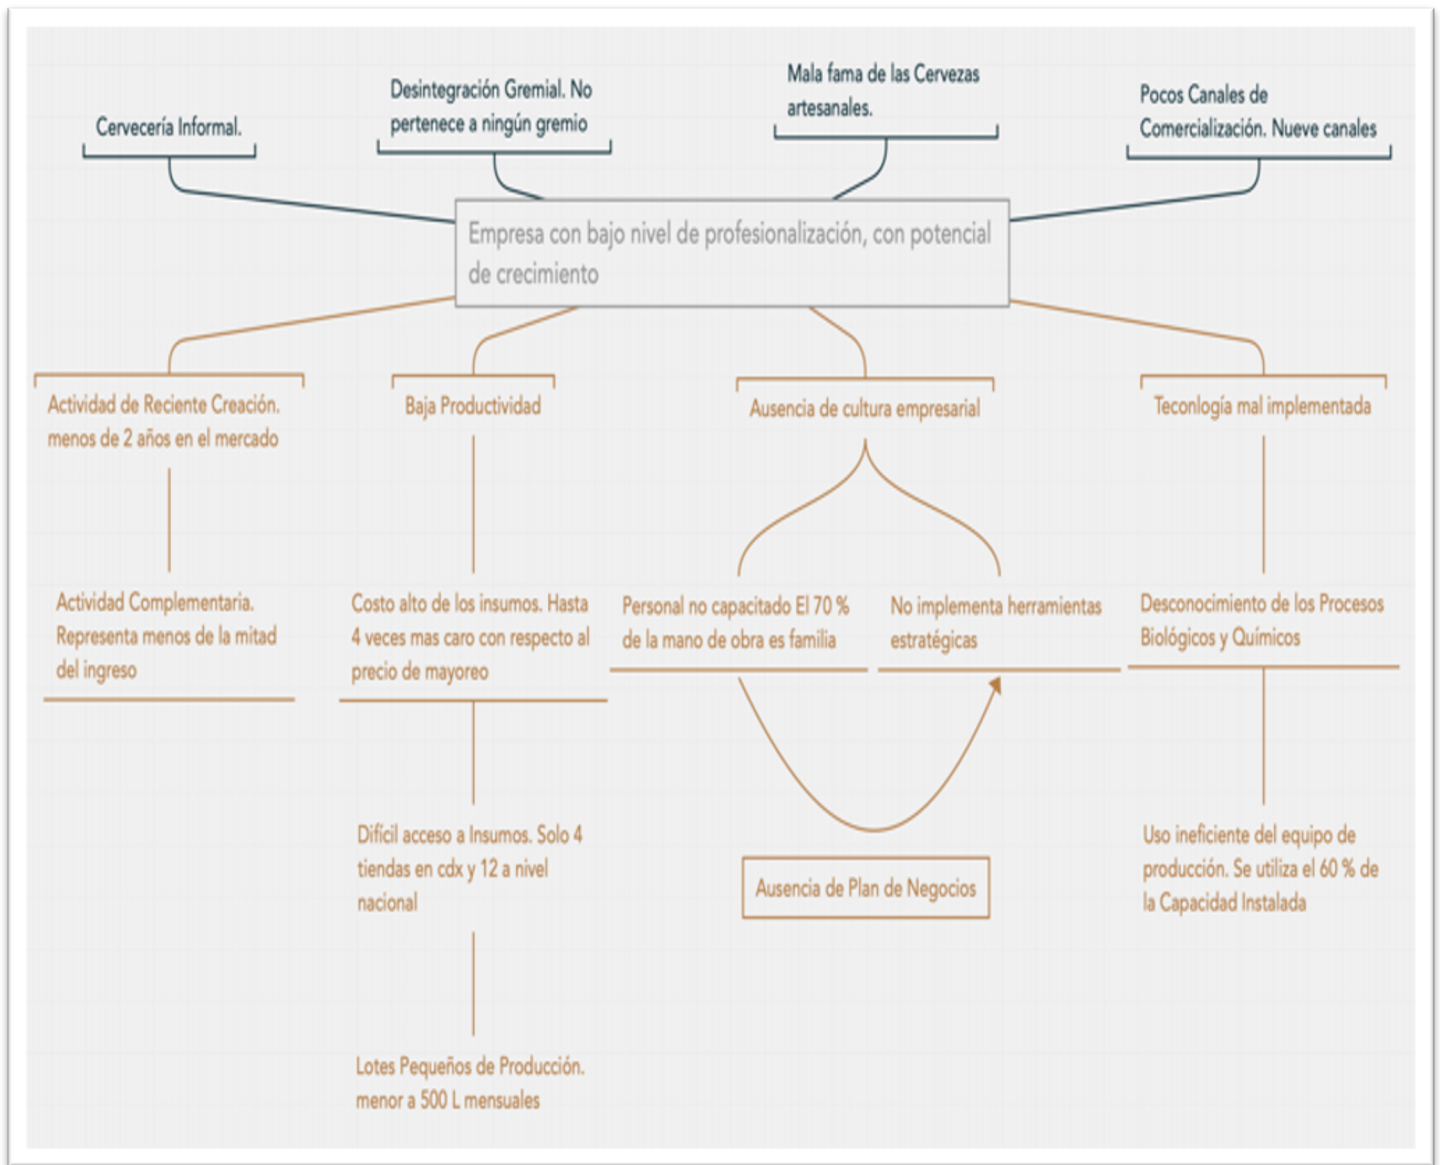 Cervecería Informal.
Desintegración Gremial. No
pertenece a ningún gremio
Mala fama de las Cervezas
artesanales.
Pocos Canales de
Comercialización. Nueve canales
Empresa con bajo nivel de profesionalización, con potencial
de crecimiento
Actividad de Reciente Creación.
menos de 2 años en el mercado
Baja Productividad
Ausencia de cultura empresarial
Teconlogía mal implementada
Actividad Complementaria.
Representa menos de la mitad
del ingreso
Costo alto de los insumos. Hasta
4 veces mas caro con respecto al
precio de mayoreo
Personal no capacitado El 70 %
de la mano de obra es familia
No implementa herramientas
estratégicas
Desconocimiento de los Procesos
Biológicos y Químicos
Difícil acceso a Insumos. Solo 4
tiendas en cdx y 12 a nivel
nacional
Ausencia de Plan de Negocios
Uso ineficiente del equipo de
producción. Se utiliza el 60 % de
la Capacidad Instalada
Lotes Pequeños de Producción.
menor a 500 L mensuales